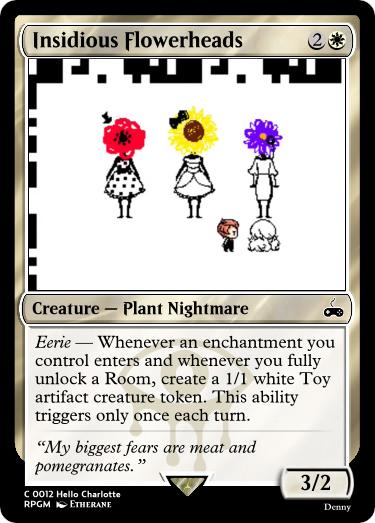 Insidious Flowerheads 2
Creature — Plant Nightmare
Eerie — Whenever an enchantment you
control enters and whenever you fully
unlock a Room, create a 1/1 white Toy
artifact creature token. This ability
triggers only once each turn.
“My biggest fears are meat and
pomegranates.”
3/2
C 0012 Hello Charlotte
RPGM ETHERANE
Denny